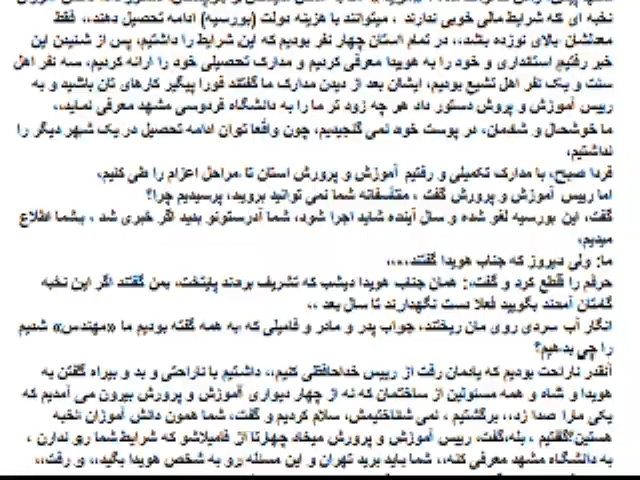 نخبه ای که شرایط مالی خوبی ندارند ، میتوانند با هزینه دولت (بورسیه) ادامه تحصیل دهند،، فقط
معدلشان بالای نوزده باشد،، در تمام استان چهار نفر بودیم که این شرایط را داشتیم، پس از شنیدن این
خبر رفتیم استانداری و خود را به هویدا معرفی کردیم و مدارک تحصیلی خود را ارائه کردیم، سه نفر اهل
سنت و یک نفر اهل تشیع بودیم، ایشان بعد از دیدن مدارک ما گفتند فورا پیگیر کارهای تان باشید و به
رییس آموزش و پروش دستور داد هر چه زود تر ما را به دانشگاه فردوسی مشهد معرفی نماید،،
ما خوشحال و شادمان، در پوست خود نمی گنجیدیم، چون واقعا توان ادامه تحصیل در یک شهر دیگر را
نداشتیم،
فردا صبح، با مدارک تکمیلی و رفتیم آموزش و پرورش استان تا مراحل اعزام را طی کنیم،
اما رییس آموزش و پرورش گفت ، متأسفانه شما نمی توانید بروید، پرسیدیم چرا؟
گفت، این بورسیه لغو شده و سال آینده شاید اجرا شود، شما آدرستونو بدید اگر خبری شد ، بشما اطلاع
میدیم،
ما: ولی دیروز که جناب هویدا گفتند،،،،،
حرفم را قطع کرد و گفت،: همان جناب هویدا دیشب که تشریف بردند پایتخت، بمن گفتند اگر این نخبه
گانتان آمدند بگویید فعلا دست نگهدارند تا سال بعد ،،
انگار آب سردی روی مان ریختند، جواب پدر و مادر و فامیلی که به همه گفته بودیم ما «مهندس» شدیم
را چی بدهیم؟
آنقدر ناراحت بودیم که یادمان رفت از رییس خداحافظی کنیم،، داشتیم با ناراحتی و بد و بیراه گفتن به
هویدا و شاه و همه مسئولین از ساختمان که نه از چهار دیواری آموزش و پرورش بیرون می آمدیم که
یکی مارا صدا زد،، برگشتیم ، نمی شناختیمش، سلام کردیم و گفت، شما همون دانش آموزان نخبه
هستین؟گفتیم ، بله،گفت، رییس آموزش و پرورش میخاد چهارتا از فامیلاشو که شرایط شما رو ندارن ،
به دانشگاه مشهد معرفی کنه،، شما باید برید تهران و این مسئله رو به شخص هویدا بگید،، و رفت،،